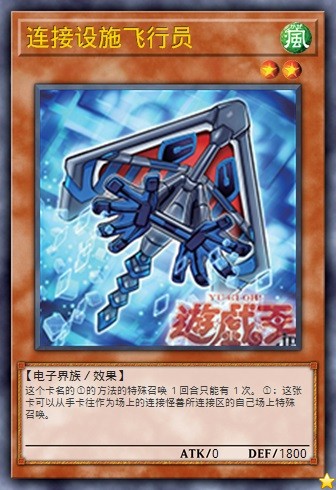 连接设施飞行员
風
YU-GI-OH!
遊戯王
【电子界族／效果】
这个卡名的①的方法的特殊召唤 1 回合只能有 1 次。①：这张
卡可以从手卡往作为场上的连接怪兽所连接区的自己场上特殊
召唤。
ATK/0 DEF/1800